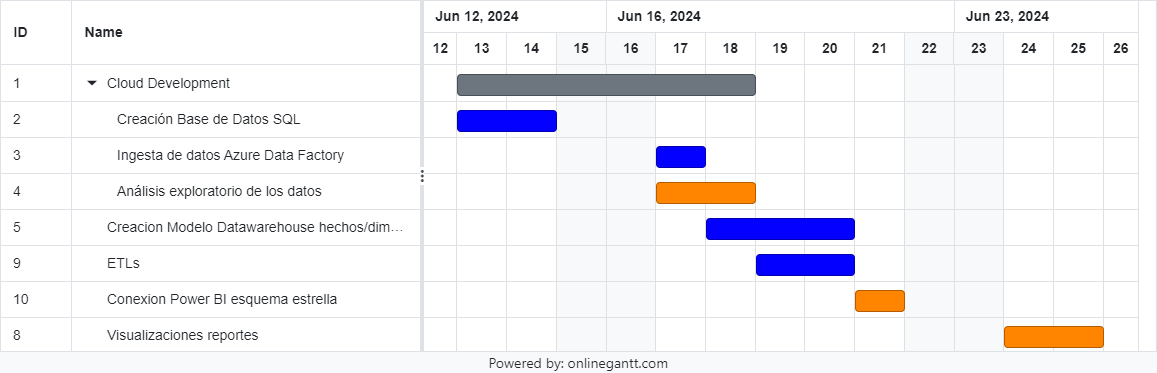 ID Name Jun 12, 2024 Jun 16, 2024 Jun 23, 2024
12 13 14 15 16 17 18 19 20 21 22 23 24 25 26
1 Cloud Development
2 Creación Base de Datos SQL
3 Ingesta de datos Azure Data Factory
4 Análisis exploratorio de los datos
5 Creacion Modelo Datawarehouse hechos/dim…
9 ETLs
10 Conexion Power BI esquema estrella
8 Visualizaciones reportes
Powered by: onlinegantt.com